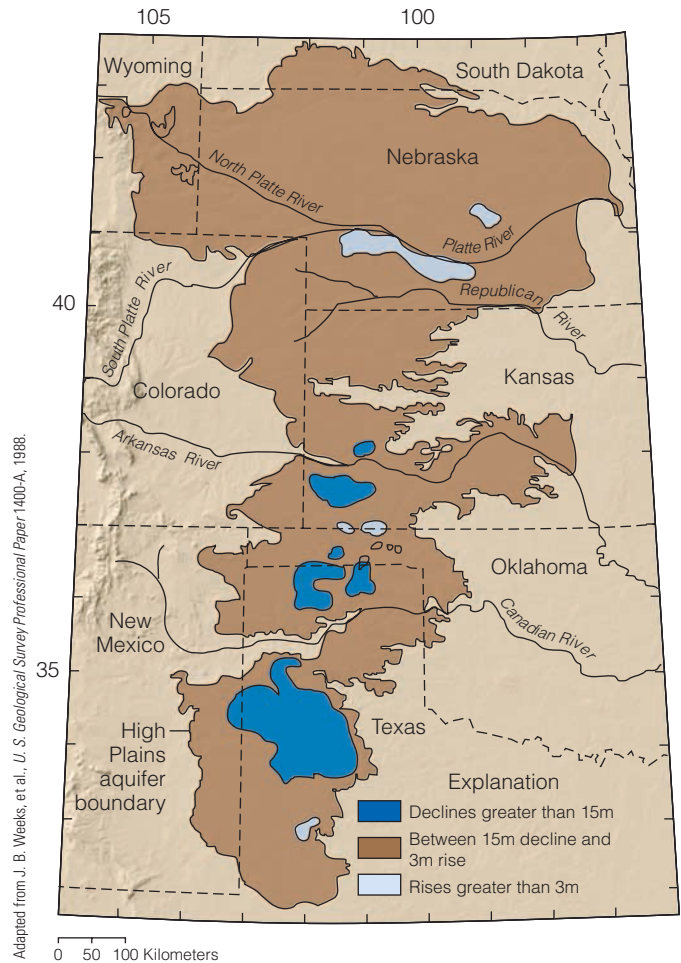 105
100
Wyoming
South Dakota
Nebraska
North Platte River
Platte River
Republican
River
40
South Platte River
Colorado
Kansas
Arkansas River
Oklahoma
New
Mexico
Canadian River
35
High
Plains
aquifer
boundary
Texas
Explanation
Declines greater than 15m
Between 15m decline and
3m rise
Rises greater than 3m
0 50 100 Kilometers
Adapted from J. B. Weeks, et al., U. S. Geological Survey Professional Paper 1400-A, 1988.